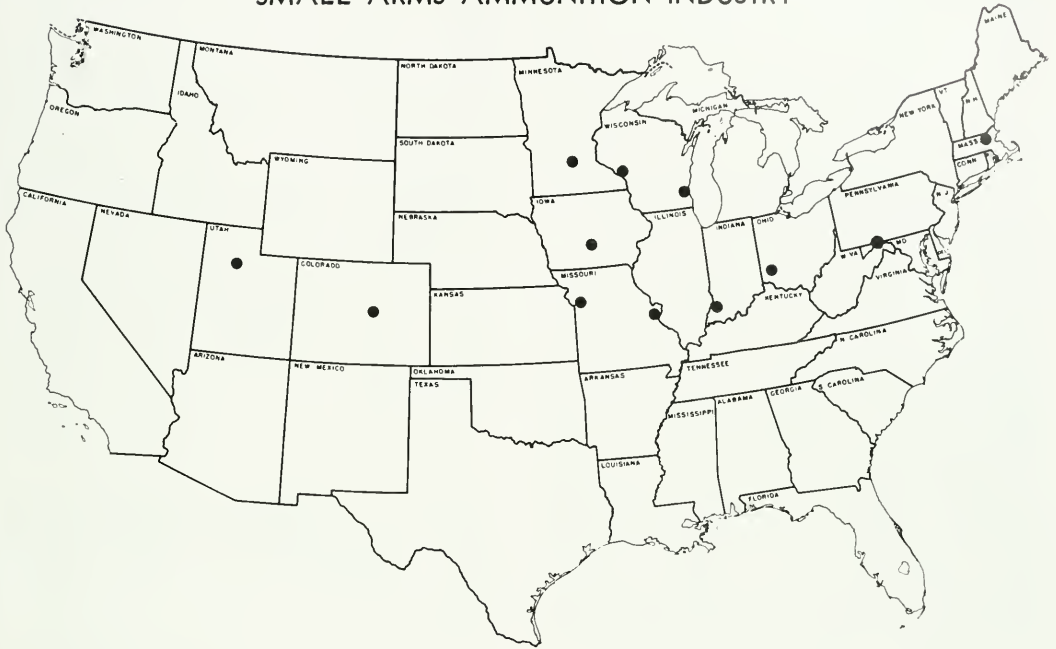 SMALL ARMS AMMUNITION INDUSTRY
WASHINGTON
MONTANA
NORTH DAKOTA
MINNESOTA
MAINE
IDAHO
OREGON
WISCONSIN
MICHIGAN
NEW YORK
VT.
N H.
SOUTH DAKOTA
MASS
WYOMING
CONN
CALIFORNIA
NEVADA
UTAH
NEBRASKA
IOWA
ILLINOIS
INDIANA
OHIO
PENNSYLVANIA
N J.
COLORADO
KANSAS
MISSOURI
W VA
MD
VIRGINIA
KENTUCKY
ARIZONA
NEW MEXICO
OKLAHOMA
TEXAS
ARKANSAS
TENNESSEE
N CAROLINA
S CAROLINA
MISSISSIPPI
ALABAMA
GEORGIA
LOUISIANA
FLORIDA